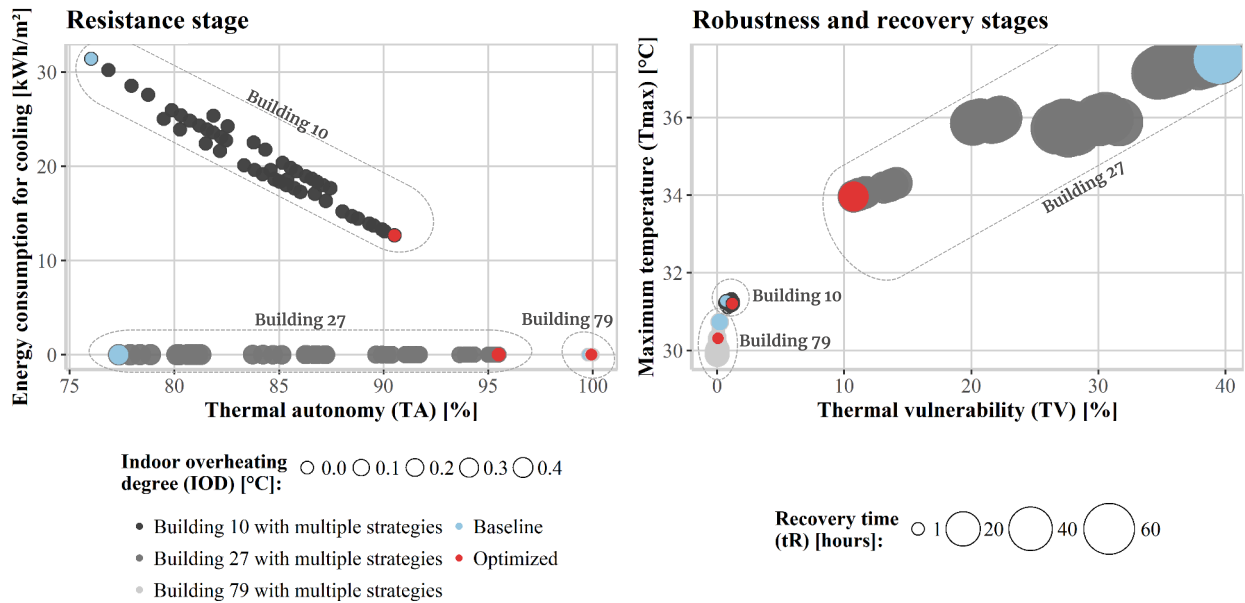 Resistance stage
Energy consumption for cooling [kWh/m²]
30
20
10
0
Building 10
Building 27
Building 79
75
80
85
90
95
100
Thermal autonomy (TA) [%]
Indoor overheating
degree (IOD) [°C]:
0.0
0.1
0.2
0.3
0.4
Building 10 with multiple strategies
Baseline
Building 27 with multiple strategies
Optimized
Building 79 with multiple strategies
Robustness and recovery stages
Maximum temperature (Tmax) [°C]
36
34
32
30
Building 27
Building 10
Building 79
0
10
20
30
40
Thermal vulnerability (TV) [%]
Recovery time
(tR) [hours]:
1
20
40
60